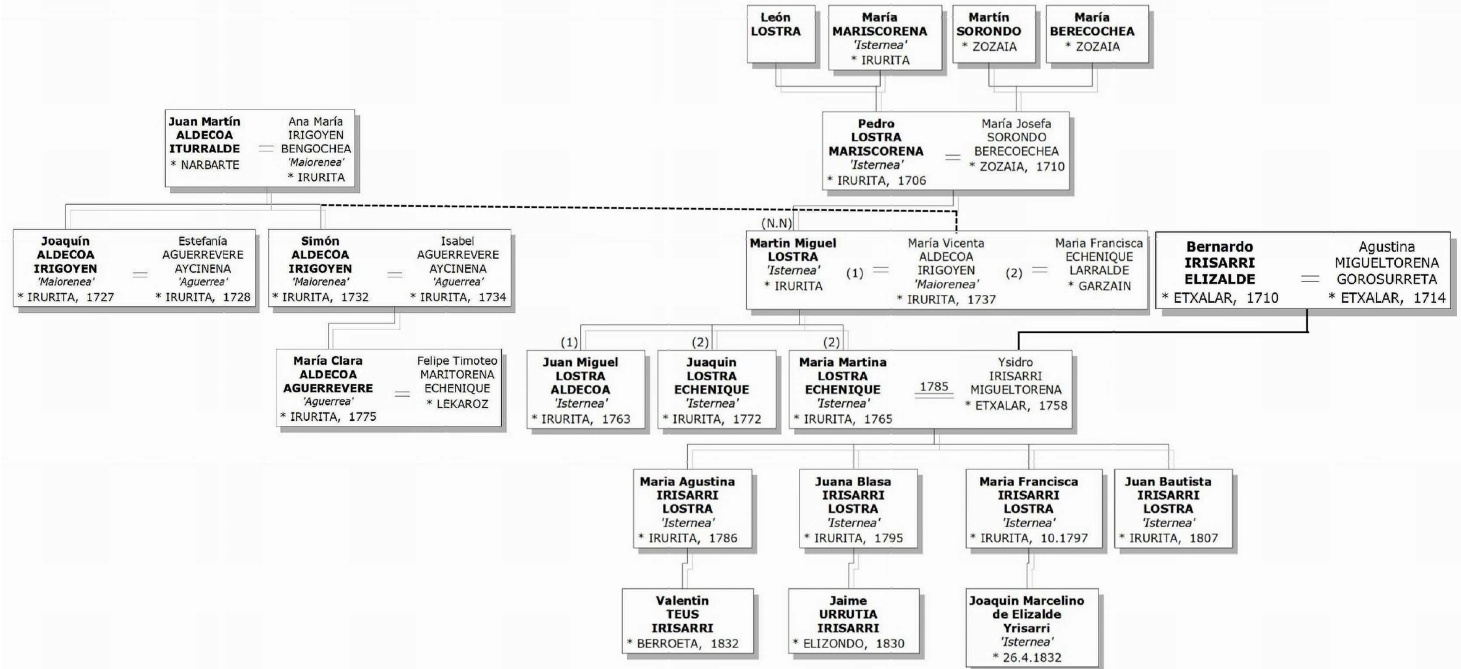 León
LOSTRA
María
MARISCORENA
'Isternea'
* IRURITA
Martín
SORONDO
* ZOZAIA
María
BERECOCHEA
* ZOZAIA
Juan Martín
ALDECOA
ITURRALDE
* NARBARTE
Ana María
IRIGOYEN
BENGOCHEA
'Maiorenea'
* IRURITA
Pedro
LOSTRA
MARISCORENA
'Isternea'
* IRURITA, 1706
María Josefa
SORONDO
BERECOECHEA
* ZOZAIA, 1710
Joaquín
ALDECOA
IRIGOYEN
'Maiorenea'
* IRURITA, 1727
Estefanía
AGUERREVERE
AYCINENA
'Aguerrea'
* IRURITA, 1728
Simón
ALDECOA
IRIGOYEN
'Maiorenea'
* IRURITA, 1732
Isabel
AGUERREVERE
AYCINENA
'Aguerrea'
* IRURITA, 1734
(N.N)
Martin Miguel
LOSTRA
'Isternea'
* IRURITA
(1)
María Vicenta
ALDECOA
IRIGOYEN
'Maiorenea'
* IRURITA, 1737
(2)
Maria Francisca
ECHENIQUE
LARRALDE
* GARZAIN
Bernardo
IRISARRI
ELIZALDE
* ETXALAR, 1710
Agustina
MIGUELTORENA
GOROSURRETA
* ETXALAR, 1714
María Clara
ALDECOA
AGUERREVERE
'Aguerrea'
* IRURITA, 1775
Felipe Timoteo
MARITORENA
ECHENIQUE
* LEKAROZ
(1)
Juan Miguel
LOSTRA
ALDECOA
'Isternea'
* IRURITA, 1763
(2)
Juaquin
LOSTRA
ECHENIQUE
'Isternea'
* IRURITA, 1772
(2)
Maria Martina
LOSTRA
ECHENIQUE
'Isternea'
* IRURITA, 1765
1785
Ysidro
IRISARRI
MIGUELTORENA
* ETXALAR, 1758
Maria Agustina
IRISARRI
LOSTRA
'Isternea'
* IRURITA, 1786
Juana Blasa
IRISARRI
LOSTRA
'Isternea'
* IRURITA, 1795
Maria Francisca
IRISARRI
LOSTRA
'Isternea'
* IRURITA, 10.1797
Juan Bautista
IRISARRI
LOSTRA
'Isternea'
* IRURITA, 1807
Valentin
TEUS
IRISARRI
* BERROETA, 1832
Jaime
URRUTIA
IRISARRI
* ELIZONDO, 1830
Joaquin Marcelino
de Elizalde
Yrisarri
'Isternea'
* 26.4.1832